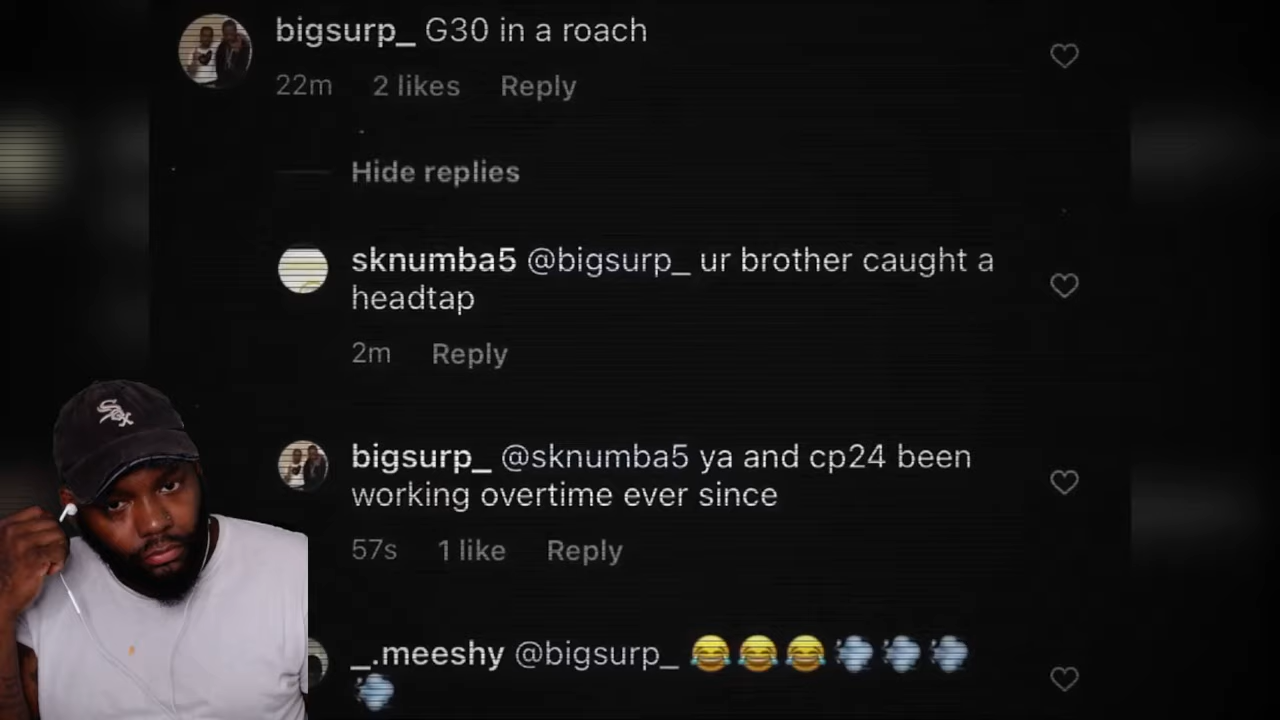 bigsurp_ G30 in a roach
22m 2 likes Reply
Hide replies
sknumba5 @bigsurp_ ur brother caught a
headtap
2m Reply
bigsurp_ @sknumba5 ya and cp24 been
working overtime ever since
57s 1 like Reply
_.meeshy @bigsurp_ 😂😂😂💨💨💨
💨
Sox